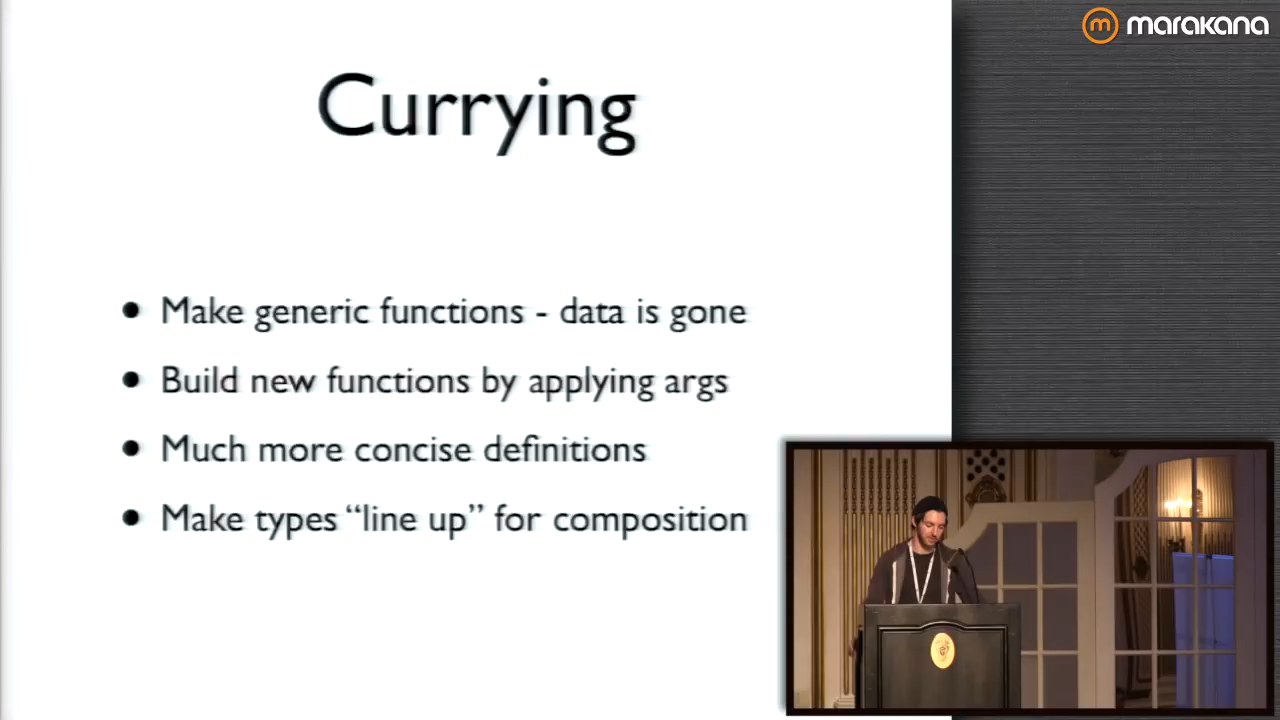 marakana
Currying
• Make generic functions - data is gone
• Build new functions by applying args
• Much more concise definitions
• Make types “line up” for composition